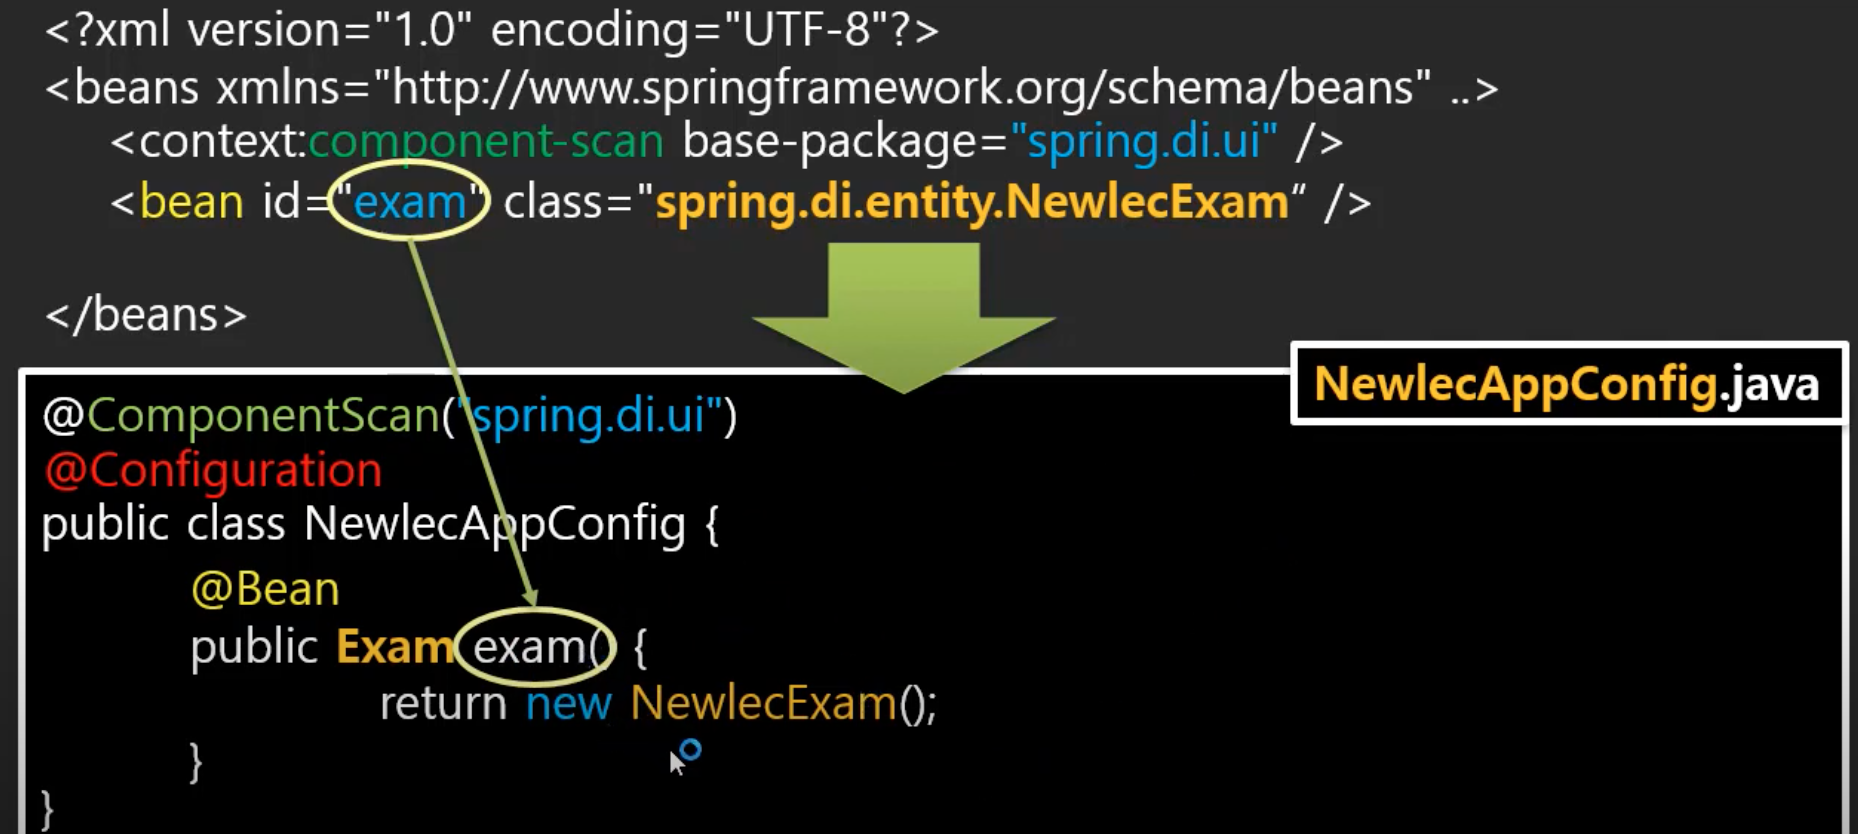 <?xml version="1.0" encoding="UTF-8"?>
<beans xmlns="http://www.springframework.org/schema/beans" ..>
<context:component-scan base-package="spring.di.ui" />
<bean id="exam" class="spring.di.entity.NewlecExam“ />
</beans>
NewlecAppConfig.java
@ComponentScan("spring.di.ui")
@Configuration
public class NewlecAppConfig {
@Bean
public Exam exam() {
return new NewlecExam();
}
}